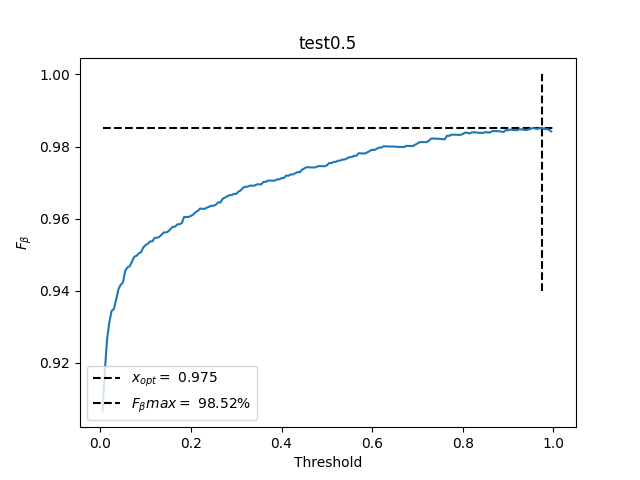 test0.5
1.00
0.98
0.96
0.94
0.92
F_β
x_opt = 0.975
F_βmax = 98.52%
0.0 0.2 0.4 0.6 0.8 1.0
Threshold